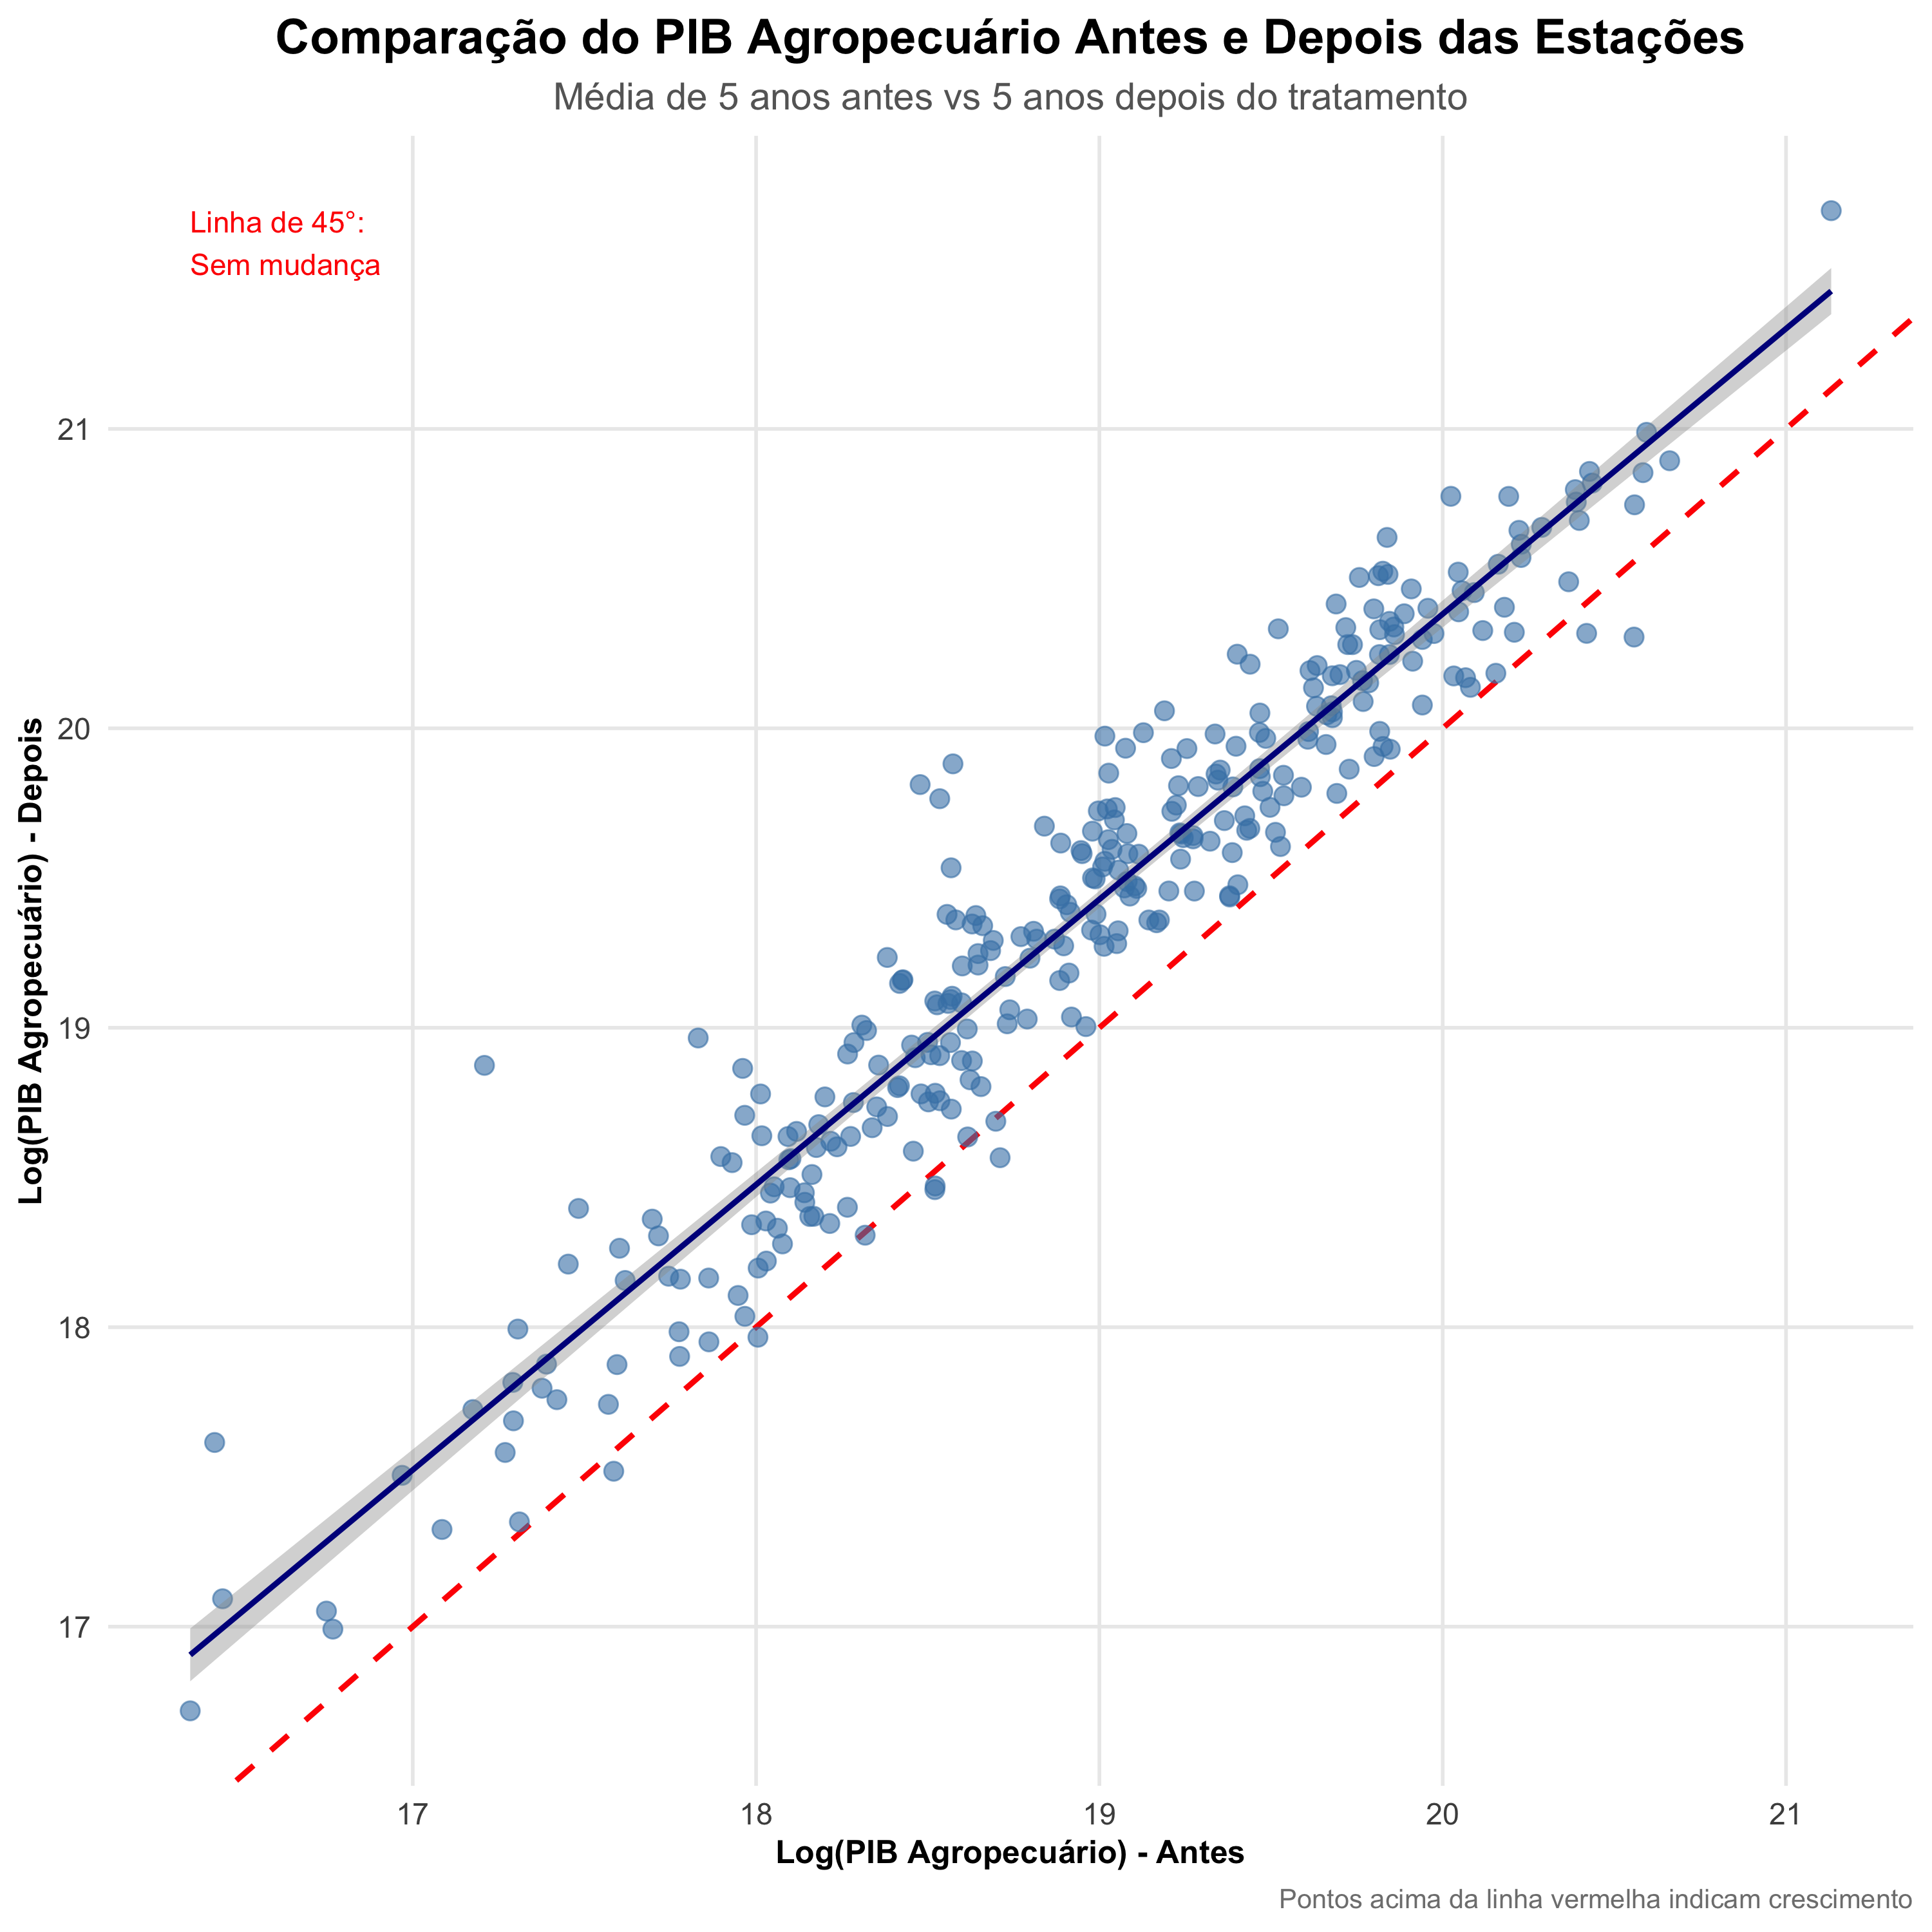 Comparação do PIB Agropecuário Antes e Depois das Estações
Média de 5 anos antes vs 5 anos depois do tratamento
Linha de 45°:
Sem mudança
Log(PIB Agropecuário) - Depois
21
20
19
18
17
17
18
19
20
21
Log(PIB Agropecuário) - Antes
Pontos acima da linha vermelha indicam crescimento